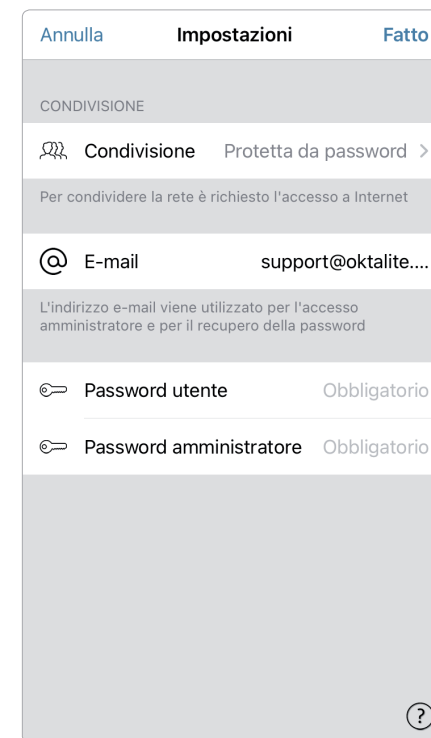 Annulla Impostazioni Fatto
CONDIVISIONE
Condivisione Protetta da password >
Per condividere la rete è richiesto l'accesso a Internet
@ E-mail support@oktalite....
L'indirizzo e-mail viene utilizzato per l'accesso
amministratore e per il recupero della password
Password utente Obbligatorio
Password amministratore Obbligatorio
?